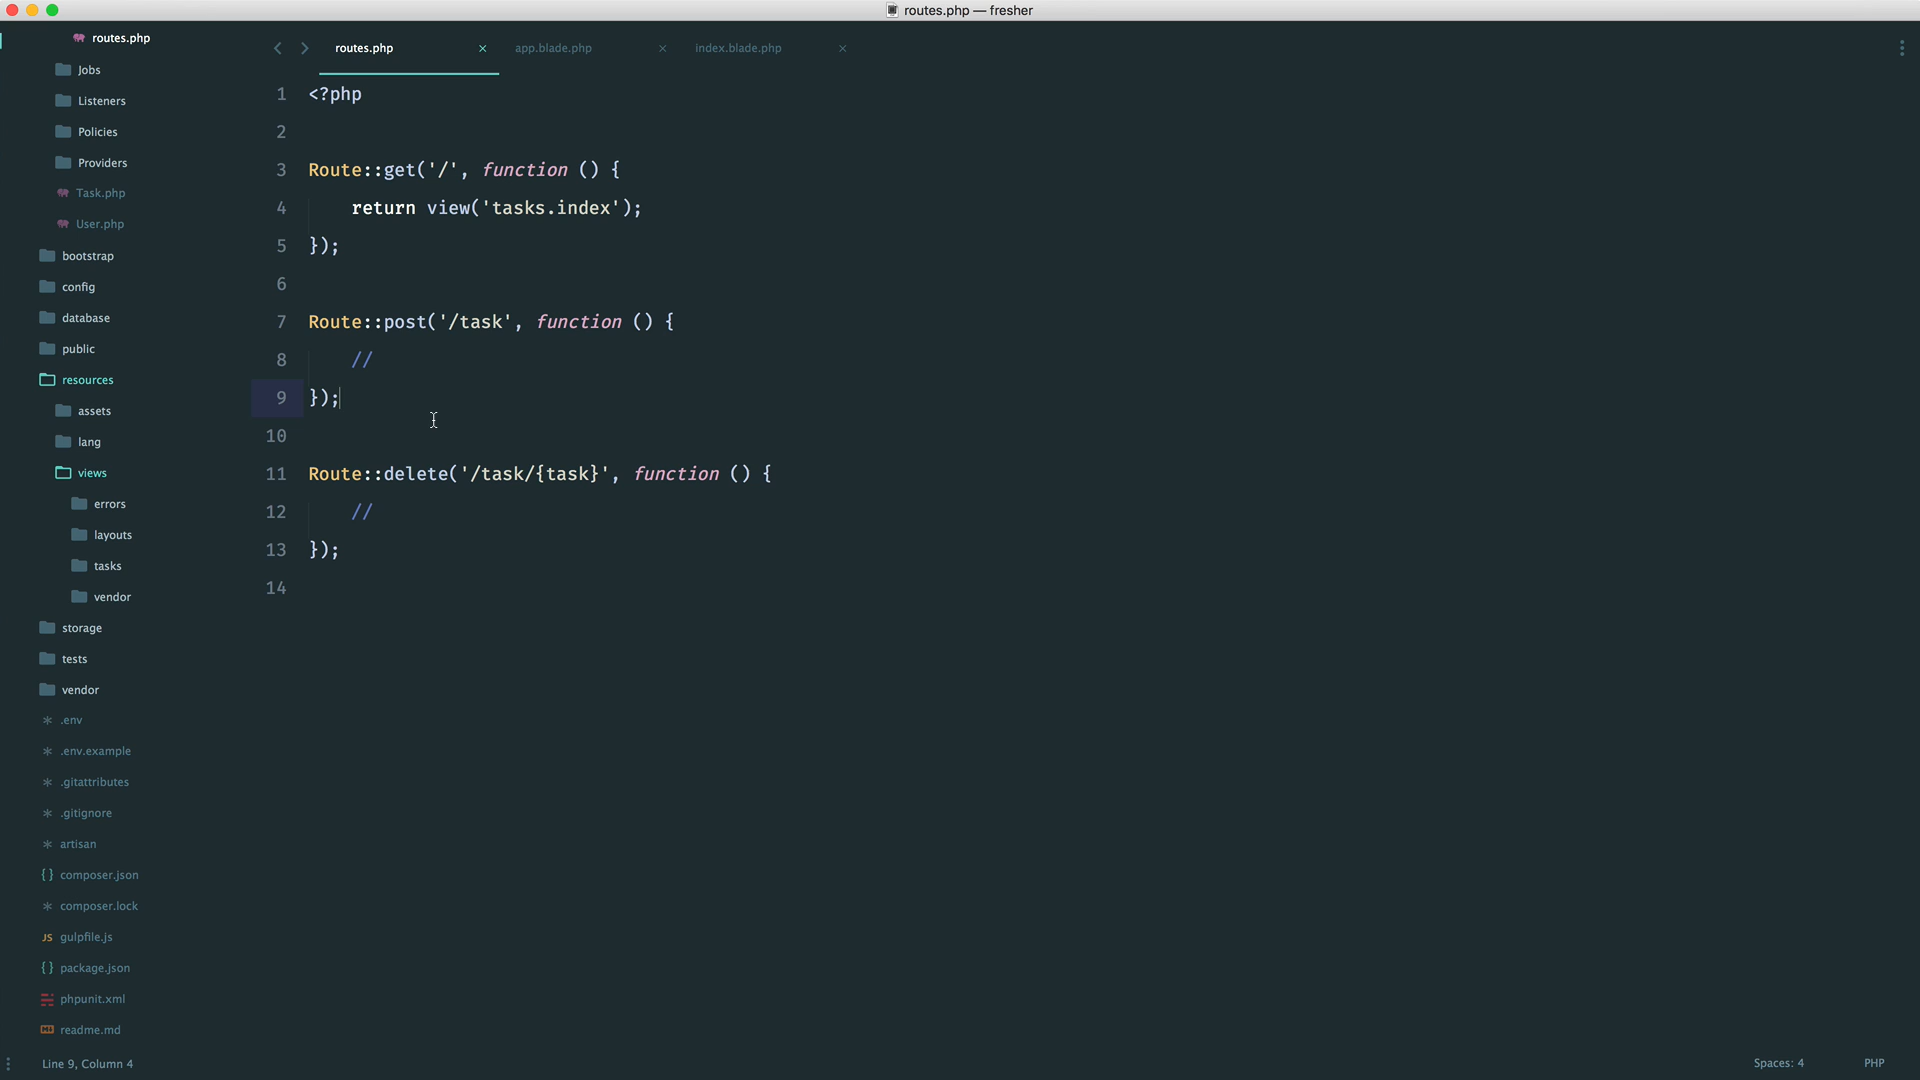 routes.php — fresher
routes.php
Jobs
Listeners
Policies
Providers
Task.php
User.php
bootstrap
config
database
public
resources
assets
lang
views
errors
layouts
tasks
vendor
storage
tests
vendor
.env
.env.example
.gitattributes
.gitignore
artisan
{ } composer.json
composer.lock
JS gulpfile.js
{ } package.json
phpunit.xml
readme.md
routes.php × app.blade.php × index.blade.php ×
1 <?php
2
3 Route::get('/', function () {
4 return view('tasks.index');
5 });
6
7 Route::post('/task', function () {
8 //
9 });
10
11 Route::delete('/task/{task}', function () {
12 //
13 });
14
Line 9, Column 4 Spaces: 4 PHP